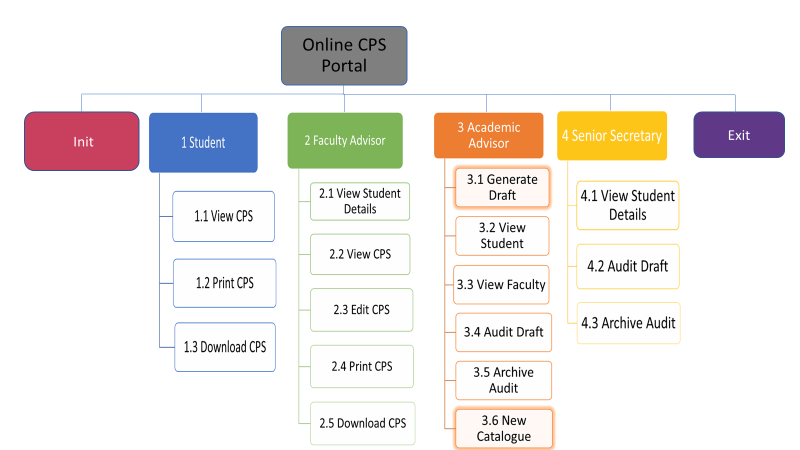 Online CPS
Portal
Init
1 Student
2 Faculty Advisor
3 Academic
Advisor
4 Senior Secretary
Exit
1.1 View CPS
1.2 Print CPS
1.3 Download CPS
2.1 View Student
Details
2.2 View CPS
2.3 Edit CPS
2.4 Print CPS
2.5 Download CPS
3.1 Generate
Draft
3.2 View
Student
3.3 View Faculty
3.4 Audit Draft
3.5 Archive
Audit
3.6 New
Catalogue
4.1 View Student
Details
4.2 Audit Draft
4.3 Archive Audit